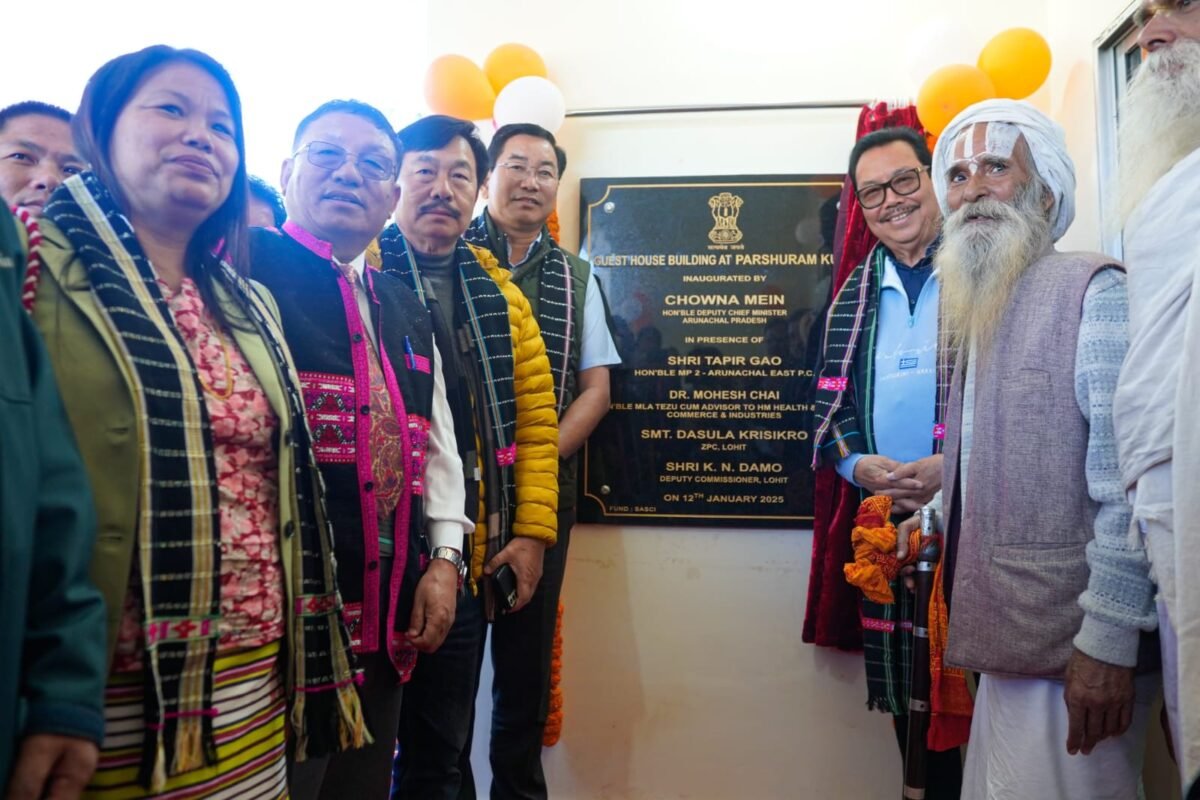 सत्यमेव जयते
GUEST HOUSE BUILDING AT PARSHURAM KU
INAUGURATED BY
CHOWNA MEIN
HON'BLE DEPUTY CHIEF MINISTER
ARUNACHAL PRADESH
IN PRESENCE OF
SHRI TAPIR GAO
HON'BLE MP 2 - ARUNACHAL EAST P.C.
DR. MOHESH CHAI
N'BLE MLA TEZU CUM ADVISOR TO HM HEALTH &
COMMERCE & INDUSTRIES
SMT. DASULA KRISIKRO
ZPC, LOHIT
SHRI K. N. DAMO
DEPUTY COMMISSIONER, LOHIT
ON 12TH JANUARY 2025
FUND : SASCI